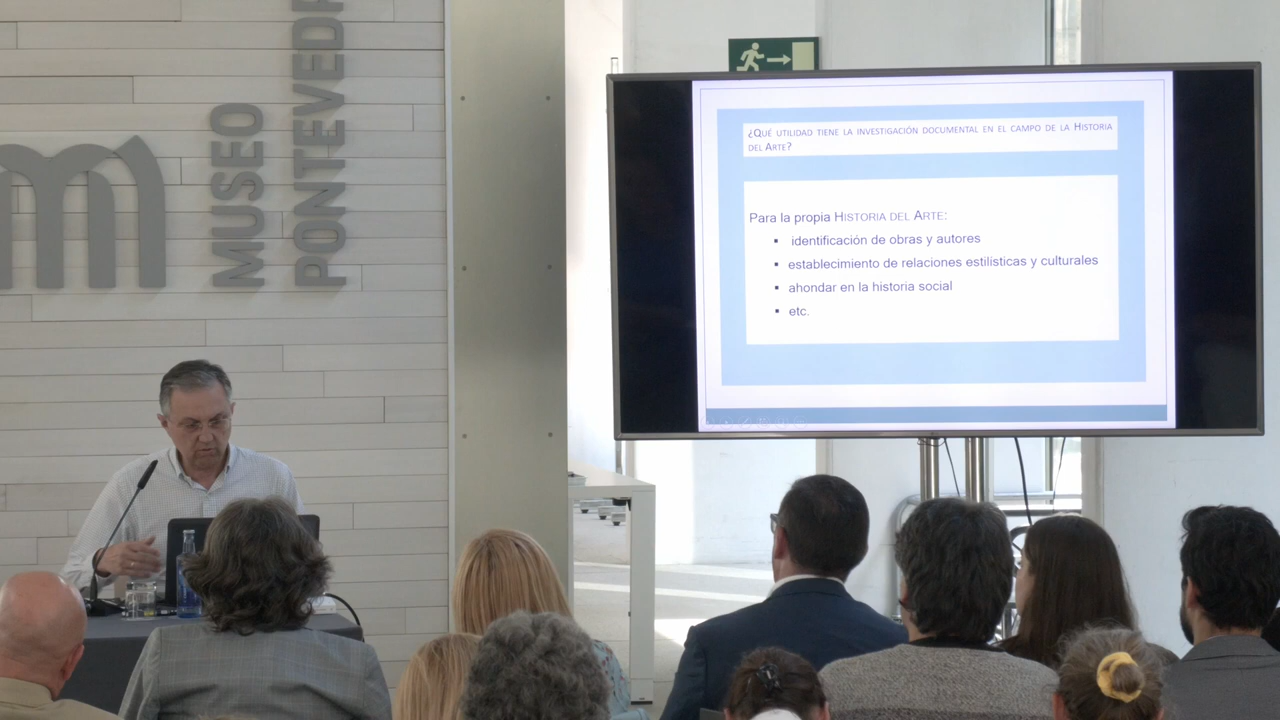 MUSEO
PONTEVEDR
¿Qué utilidad tiene la investigación documental en el campo de la Historia
del Arte?
Para la propia Historia del Arte:
▪ identificación de obras y autores
▪ establecimiento de relaciones estilísticas y culturales
▪ ahondar en la historia social
▪ etc.